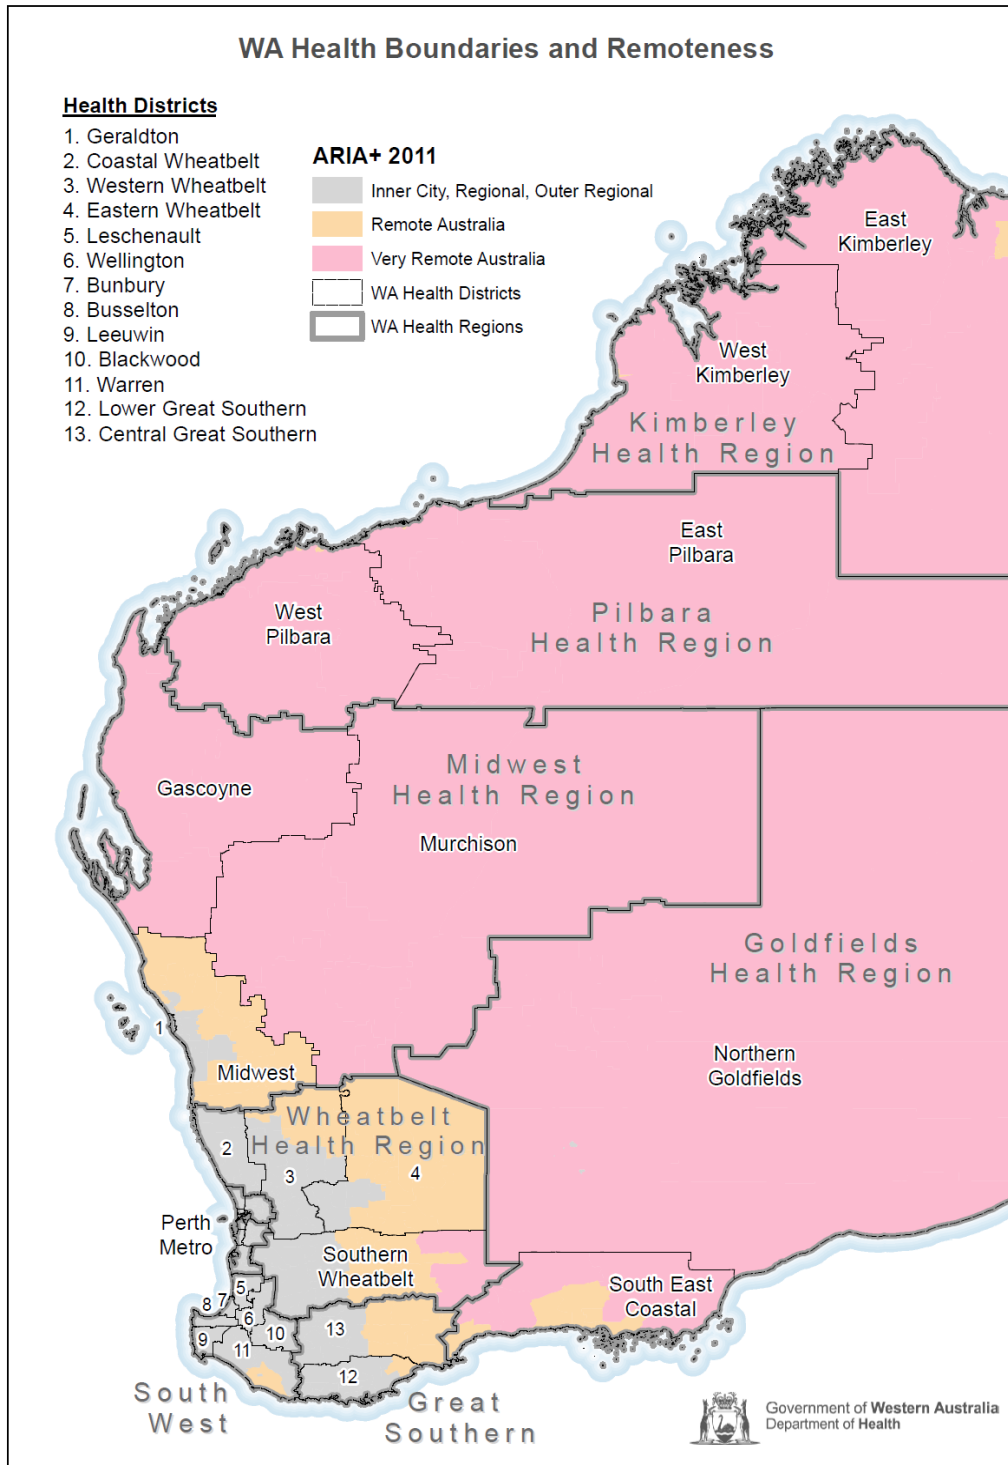 WA Health Boundaries and Remoteness
Health Districts
1. Geraldton
2. Coastal Wheatbelt
3. Western Wheatbelt
4. Eastern Wheatbelt
5. Leschenault
6. Wellington
7. Bunbury
8. Busselton
9. Leeuwin
10. Blackwood
11. Warren
12. Lower Great Southern
13. Central Great Southern
ARIA+ 2011
Inner City, Regional, Outer Regional
Remote Australia
Very Remote Australia
WA Health Districts
WA Health Regions
East
Kimberley
West
Kimberley
Kimberley
Health Region
East
Pilbara
West
Pilbara
Pilbara
Health Region
Midwest
Health Region
Gascoyne
Murchison
Goldfields
Health Region
1
Northern
Goldfields
Midwest
Wheatbelt
Health Region
2
3
4
Perth
Metro
Southern
Wheatbelt
South East
Coastal
5
7
8
6
9
10
11
13
12
South
West
Great
Southern
Government of Western Australia
Department of Health